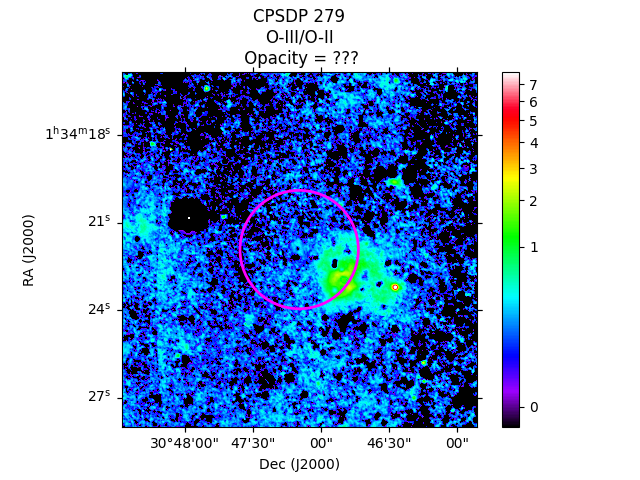 CPSDP 279
O-III/O-II
Opacity = ???
1h34m18s
21s
24s
27s
RA (J2000)
30°48'00" 47'30" 00" 46'30" 00"
Dec (J2000)
7
6
5
4
3
2
1
0